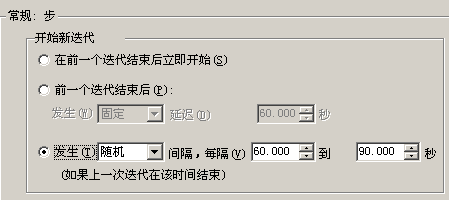 常规: 步
开始新迭代
在前一个迭代结束后立即开始(S)
前一个迭代结束后(P):
发生(W) 固定 延迟(D) 60.000 秒
发生(T) 随机 间隔,每隔(V) 60.000 到 90.000 秒
(如果上一次迭代在该时间结束)